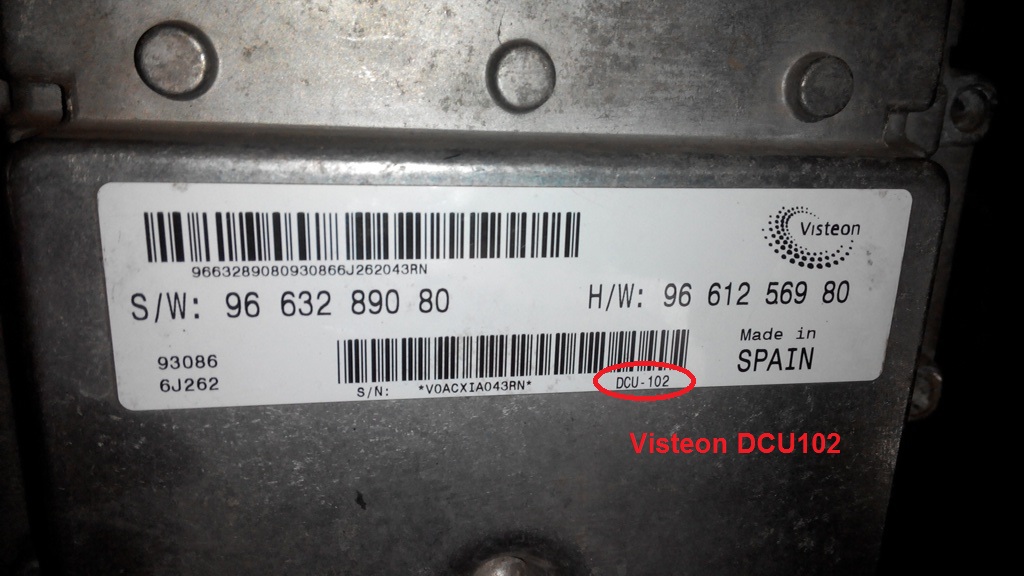 Visteon
9663289080930866J262043RN
S/W: 96 632 890 80
H/W: 96 612 569 80
Made in
SPAIN
93086
6J262
S/N: *V0ACXIA043RN*
DCU-102
Visteon DCU102